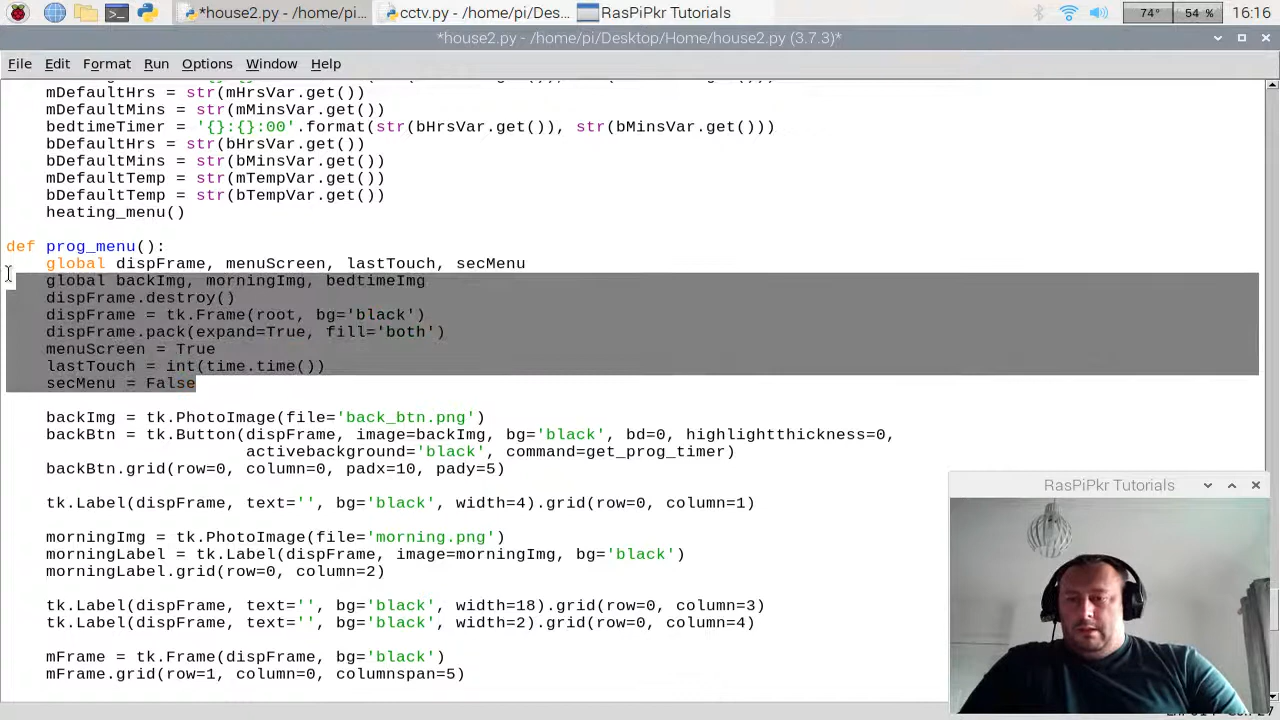 *house2.py - /home/pi...
cctv.py - /home/pi/Des...
RasPiPkr Tutorials
74°
54 %
16:16
*house2.py - /home/pi/Desktop/Home/house2.py (3.7.3)*
File Edit Format Run Options Window Help
mDefaultHrs = str(mHrsVar.get())
mDefaultMins = str(mMinsVar.get())
bedtimeTimer = '{}:{}:00'.format(str(bHrsVar.get()), str(bMinsVar.get()))
bDefaultHrs = str(bHrsVar.get())
bDefaultMins = str(bMinsVar.get())
mDefaultTemp = str(mTempVar.get())
bDefaultTemp = str(bTempVar.get())
heating_menu()
def prog_menu():
global dispFrame, menuScreen, lastTouch, secMenu
global backImg, morningImg, bedtimeImg
dispFrame.destroy()
dispFrame = tk.Frame(root, bg='black')
dispFrame.pack(expand=True, fill='both')
menuScreen = True
lastTouch = int(time.time())
secMenu = False
backImg = tk.PhotoImage(file='back_btn.png')
backBtn = tk.Button(dispFrame, image=backImg, bg='black', bd=0, highlightthickness=0,
activebackground='black', command=get_prog_timer)
backBtn.grid(row=0, column=0, padx=10, pady=5)
tk.Label(dispFrame, text='', bg='black', width=4).grid(row=0, column=1)
morningImg = tk.PhotoImage(file='morning.png')
morningLabel = tk.Label(dispFrame, image=morningImg, bg='black')
morningLabel.grid(row=0, column=2)
tk.Label(dispFrame, text='', bg='black', width=18).grid(row=0, column=3)
tk.Label(dispFrame, text='', bg='black', width=2).grid(row=0, column=4)
mFrame = tk.Frame(dispFrame, bg='black')
mFrame.grid(row=1, column=0, columnspan=5)
RasPiPkr Tutorials